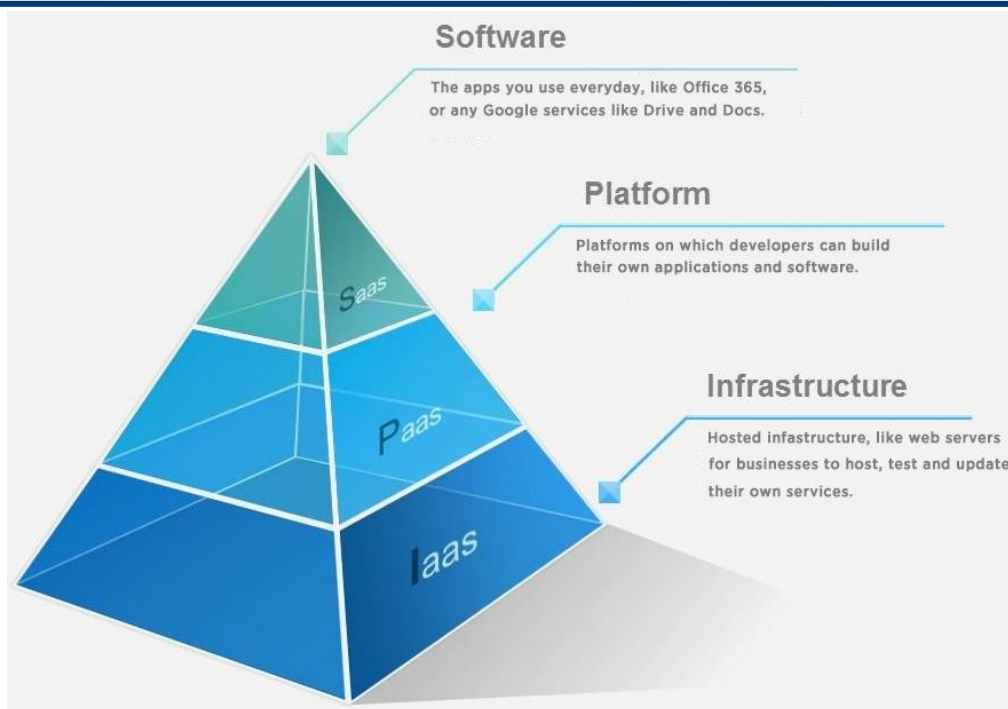 Software
The apps you use everyday, like Office 365,
or any Google services like Drive and Docs.
Platform
Platforms on which developers can build
their own applications and software.
Saas
Infrastructure
Paas
Hosted infastructure, like web servers
for businesses to host, test and update
their own services.
Iaas